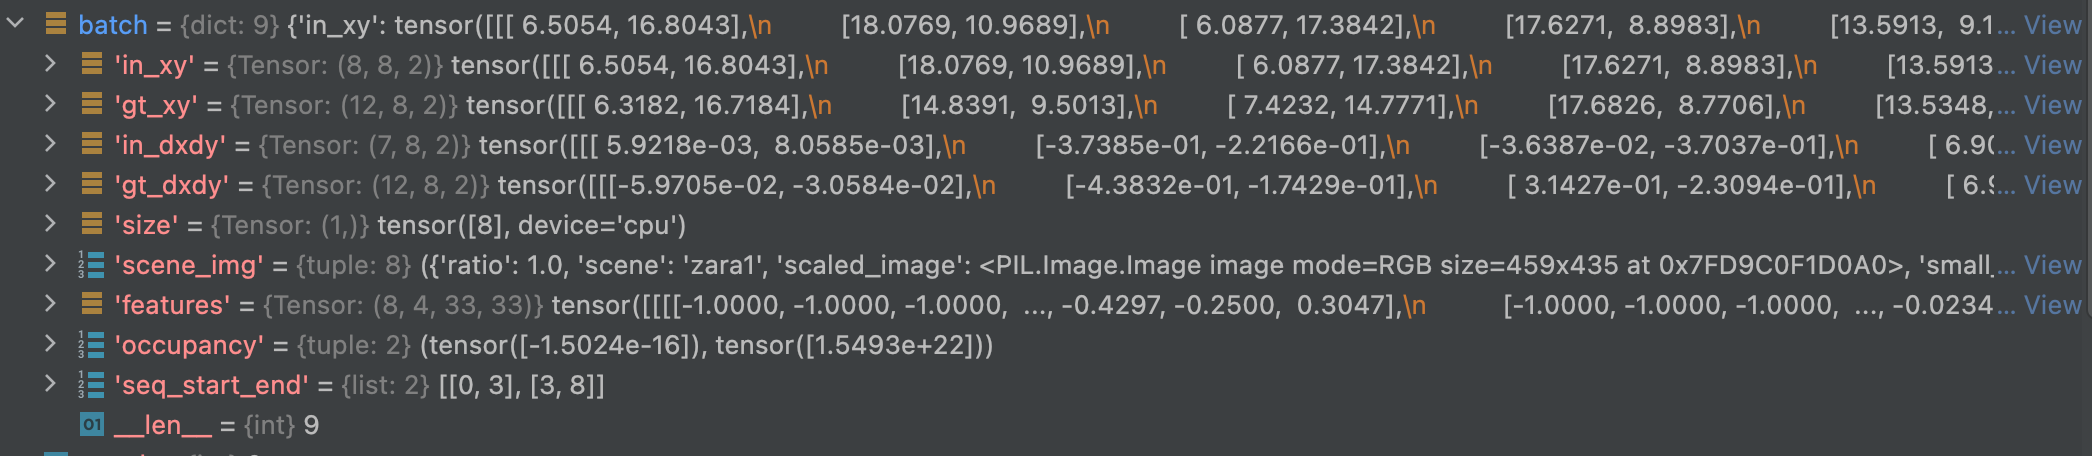 batch = {dict: 9} {'in_xy': tensor([[[ 6.5054, 16.8043],\n [18.0769, 10.9689],\n [ 6.0877, 17.3842],\n [17.6271, 8.8983],\n [13.5913, 9.1... View
'in_xy' = {Tensor: (8, 8, 2)} tensor([[[ 6.5054, 16.8043],\n [18.0769, 10.9689],\n [ 6.0877, 17.3842],\n [17.6271, 8.8983],\n [13.5913... View
'gt_xy' = {Tensor: (12, 8, 2)} tensor([[[ 6.3182, 16.7184],\n [14.8391, 9.5013],\n [ 7.4232, 14.7771],\n [17.6826, 8.7706],\n [13.5348,... View
'in_dxdy' = {Tensor: (7, 8, 2)} tensor([[[ 5.9218e-03, 8.0585e-03],\n [-3.7385e-01, -2.2166e-01],\n [-3.6387e-02, -3.7037e-01],\n [ 6.90... View
'gt_dxdy' = {Tensor: (12, 8, 2)} tensor([[[-5.9705e-02, -3.0584e-02],\n [-4.3832e-01, -1.7429e-01],\n [ 3.1427e-01, -2.3094e-01],\n [ 6.9... View
'size' = {Tensor: (1,)} tensor([8], device='cpu')
'scene_img' = {tuple: 8} ({'ratio': 1.0, 'scene': 'zara1', 'scaled_image': <PIL.Image.Image image mode=RGB size=459x435 at 0x7FD9C0F1D0A0>, 'small_... View
'features' = {Tensor: (8, 4, 33, 33)} tensor([[[[-1.0000, -1.0000, -1.0000, ..., -0.4297, -0.2500, 0.3047],\n [-1.0000, -1.0000, -1.0000, ..., -0.0234... View
'occupancy' = {tuple: 2} (tensor([-1.5024e-16]), tensor([1.5493e+22]))
'seq_start_end' = {list: 2} [[0, 3], [3, 8]]
01 __len__ = {int} 9